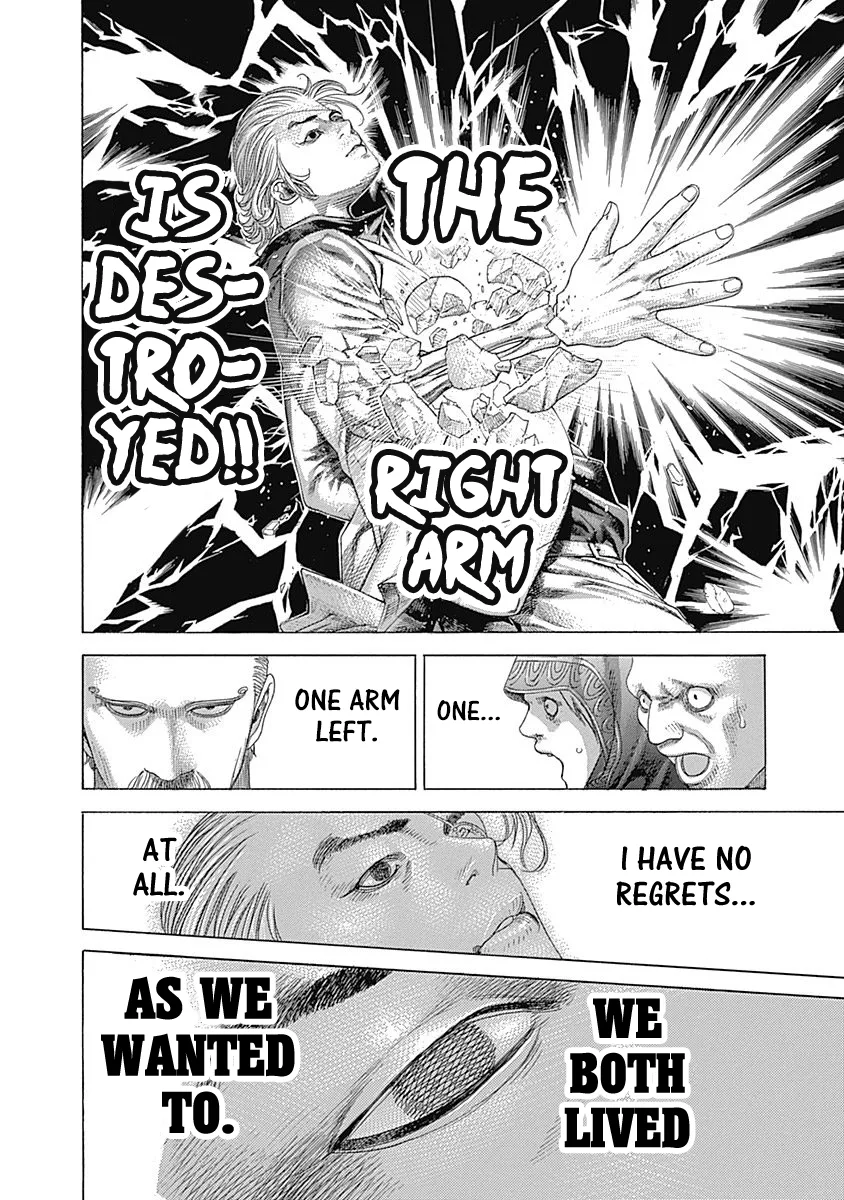 THE
RIGHT
ARM
IS
DES-
TRO-
YED!!
ONE...
ONE ARM
LEFT.
I HAVE NO
REGRETS...
AT
ALL.
WE
BOTH
LIVED
AS WE
WANTED
TO.